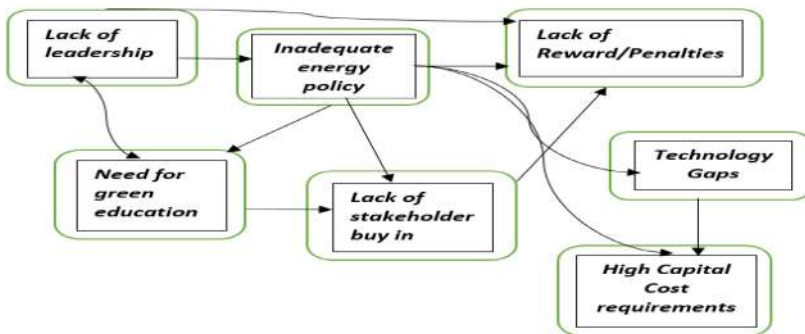 Lack of
leadership
Inadequate
energy
policy
Lack of
Reward/Penalties
Need for
green
education
Lack of
stakeholder
buy in
Technology
Gaps
High Capital
Cost
requirements